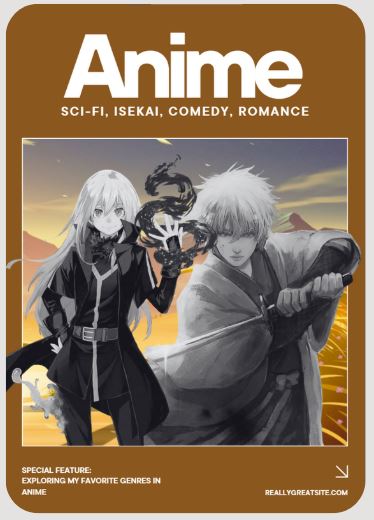 Anime
SCI-FI, ISEKAI, COMEDY, ROMANCE
SPECIAL FEATURE:
EXPLORING MY FAVORITE GENRES IN
ANIME
REALLYGREATSITE.COM